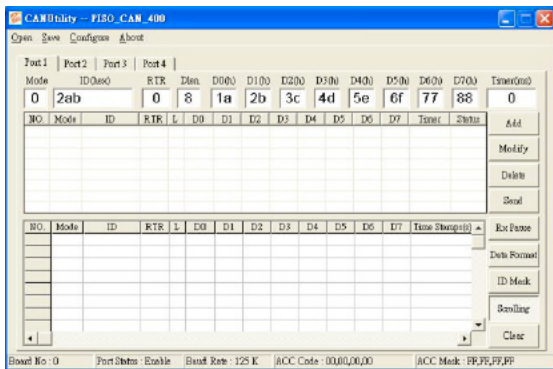 CANUtility -- PISO_CAN_400
Open Save Configure About
Port 1 Port 2 Port 3 Port 4
Mode ID(hex) RTR Dlen D0(h) D1(h) D2(h) D3(h) D4(h) D5(h) D6(h) D7(h) Timer(ms)
0 2ab 0 8 1a 2b 3c 4d 5e 6f 77 88 0
NO. Mode ID RTR L D0 D1 D2 D3 D4 D5 D6 D7 Timer Status
Add
Modify
Delete
Send
NO. Mode ID RTR L D0 D1 D2 D3 D4 D5 D6 D7 Time Stamps(s)
Rx Pause
Data Format
ID Mask
Scrolling
Clear
Board No : 0 Port Status : Enable Baud Rate : 125 K ACC Code : 00,00,00,00 ACC Mask : FF,FF,FF,FF